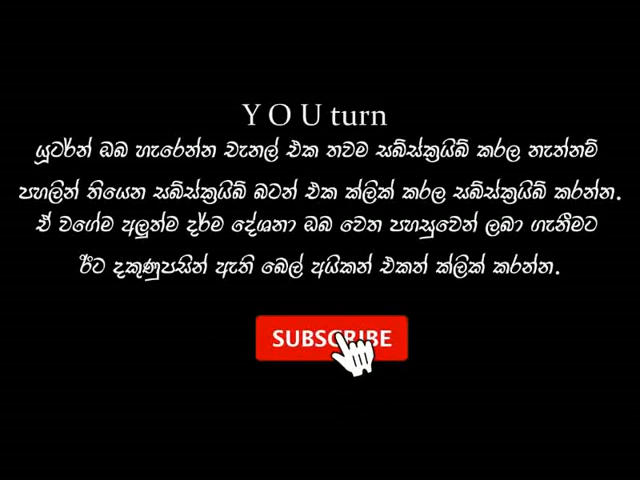 Y O U turn
යූටර්න් ඔබ හැරෙන්න චැනල් එක තවම සබ්ස්ක්‍රයිබ් කරල නැත්නම්
පහලින් තියෙන සබ්ස්ක්‍රයිබ් බටන් එක ක්ලික් කරල සබ්ස්ක්‍රයිබ් කරන්න.
ඒ වගේම අලුත්ම දර්ම දේශනා ඔබ වෙත පහසුවෙන් ලබා ගැනීමට
ඊට දකුණුපසින් ඇති බෙල් අයිකන් එකත් ක්ලික් කරන්න.
SUBSCRIBE